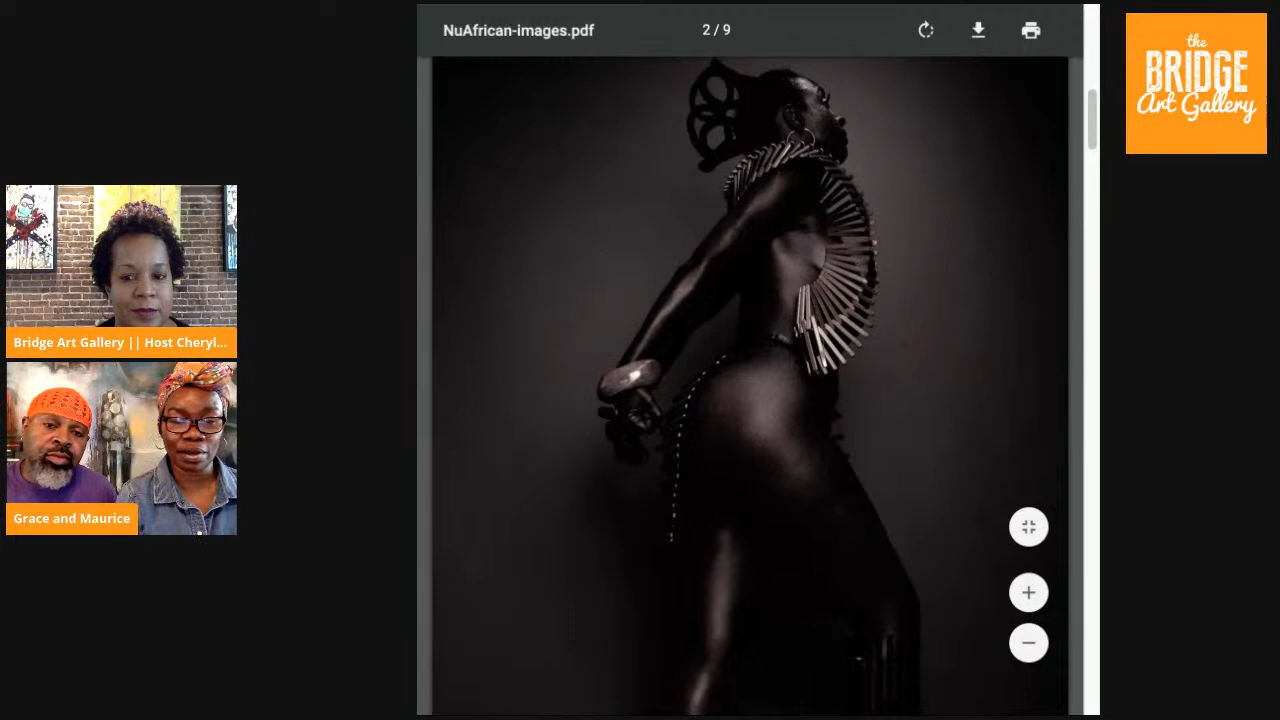 NuAfrican-images.pdf
2 / 9
the
BRIDGE
Art Gallery
Bridge Art Gallery || Host Cheryl...
Grace and Maurice